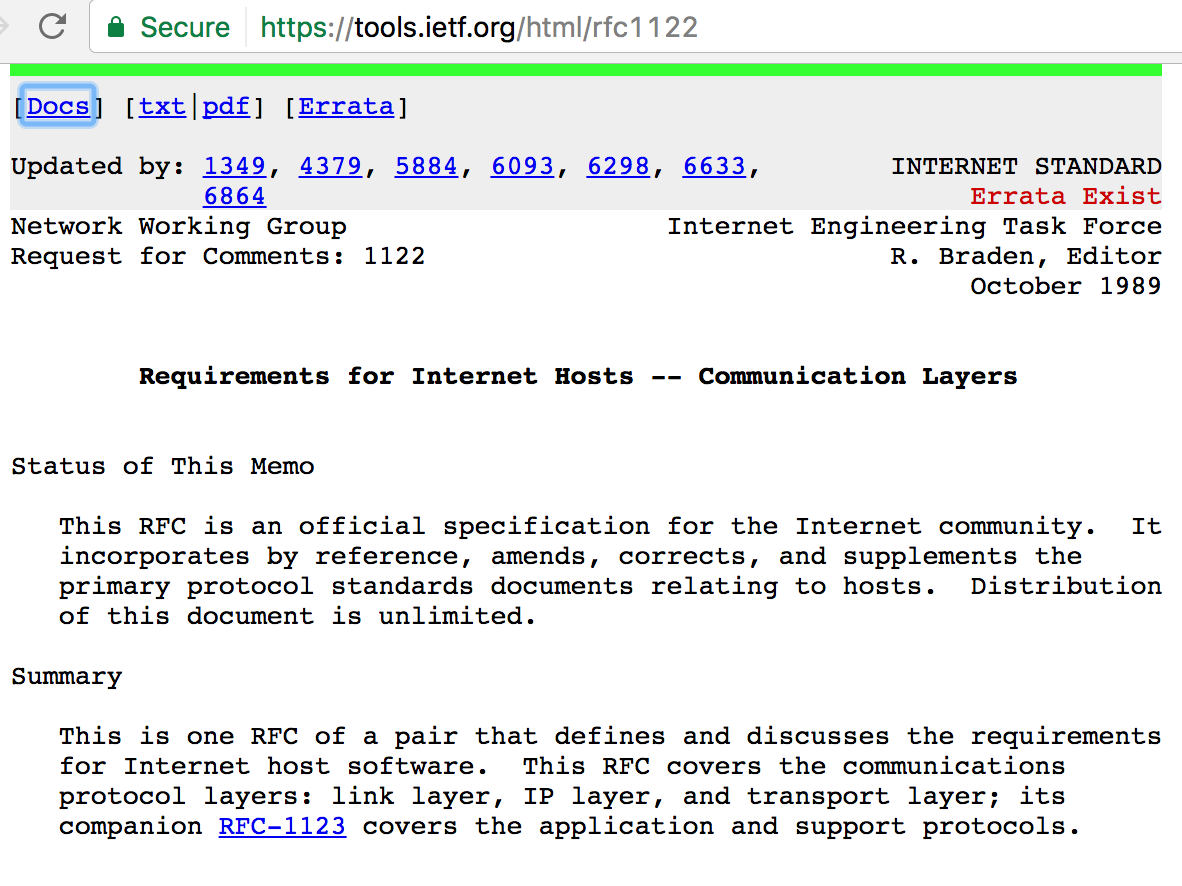 Secure https://tools.ietf.org/html/rfc1122
[Docs] [txt|pdf] [Errata]
Updated by: 1349, 4379, 5884, 6093, 6298, 6633, INTERNET STANDARD
6864 Errata Exist
Network Working Group Internet Engineering Task Force
Request for Comments: 1122 R. Braden, Editor
October 1989
Requirements for Internet Hosts -- Communication Layers
Status of This Memo
This RFC is an official specification for the Internet community. It
incorporates by reference, amends, corrects, and supplements the
primary protocol standards documents relating to hosts. Distribution
of this document is unlimited.
Summary
This is one RFC of a pair that defines and discusses the requirements
for Internet host software. This RFC covers the communications
protocol layers: link layer, IP layer, and transport layer; its
companion RFC-1123 covers the application and support protocols.